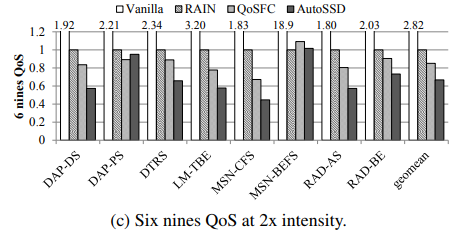 Vanilla RAIN QoSFC AutoSSD
1.92 2.21 2.34 3.20 1.83 18.9 1.80 2.03 2.82
6 nines QoS
1.2
1
0.8
0.6
0.4
0.2
0
DAP-DS
DAP-PS
DTRS
LM-TBE
MSN-CFS
MSN-BEFS
RAD-AS
RAD-BE
geomean
(c) Six nines QoS at 2x intensity.